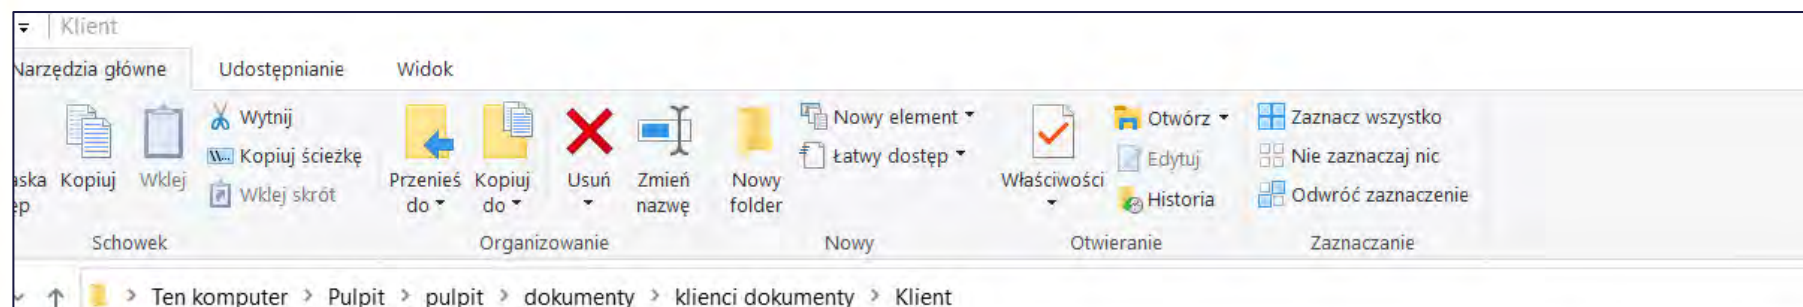 Klient
Narzędzia główne Udostępnianie Widok
Wytnij Nowy element Otwórz Zaznacz wszystko
W... Kopiuj ścieżkę Łatwy dostęp Edytuj Nie zaznaczaj nic
Kopiuj Wklej Przenieś Kopiuj Usuń Zmień Nowy Właściwości
Wklej skrót do do nazwę folder Historia Odwróć zaznaczenie
Schowek Organizowanie Nowy Otwieranie Zaznaczanie
> Ten komputer > Pulpit > pulpit > dokumenty > klienci dokumenty > Klient